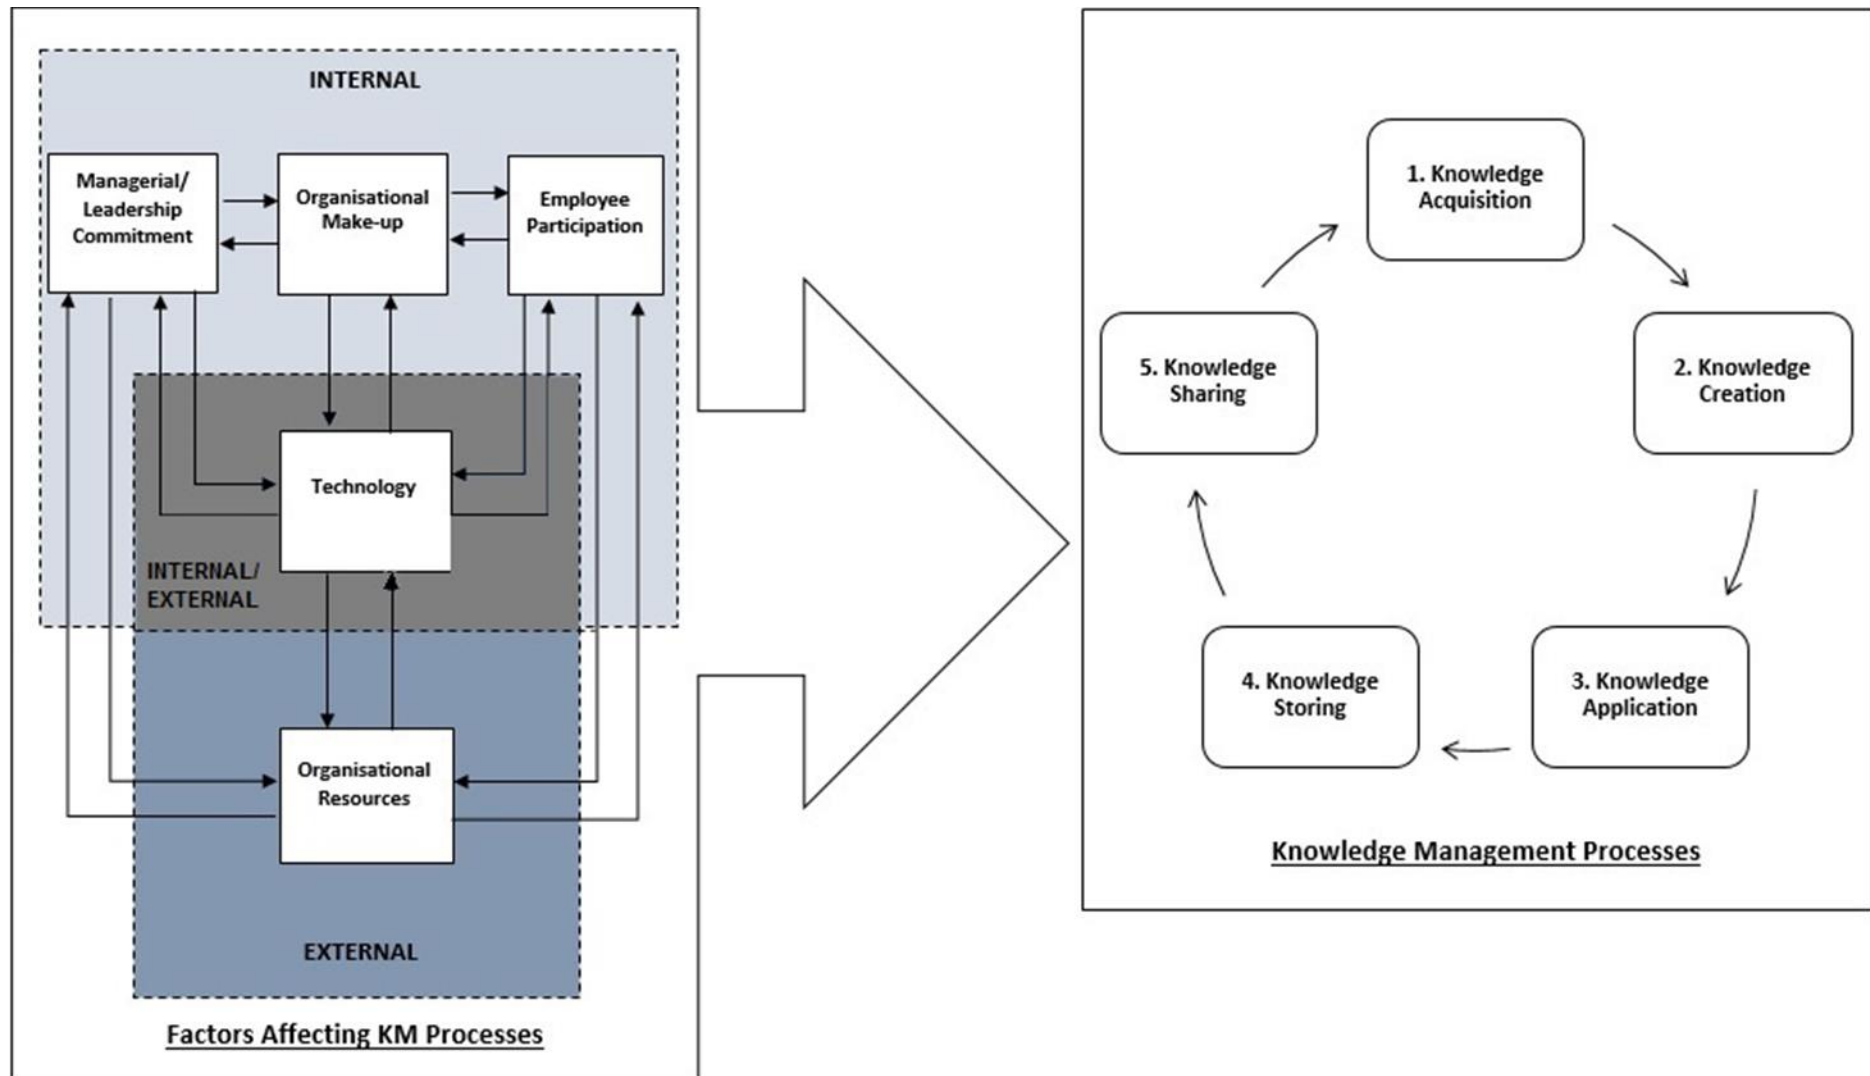 INTERNAL
Managerial/
Leadership
Commitment
Organisational
Make-up
Employee
Participation
Technology
INTERNAL/
EXTERNAL
Organisational
Resources
EXTERNAL
Factors Affecting KM Processes
1. Knowledge
Acquisition
2. Knowledge
Creation
3. Knowledge
Application
4. Knowledge
Storing
5. Knowledge
Sharing
Knowledge Management Processes